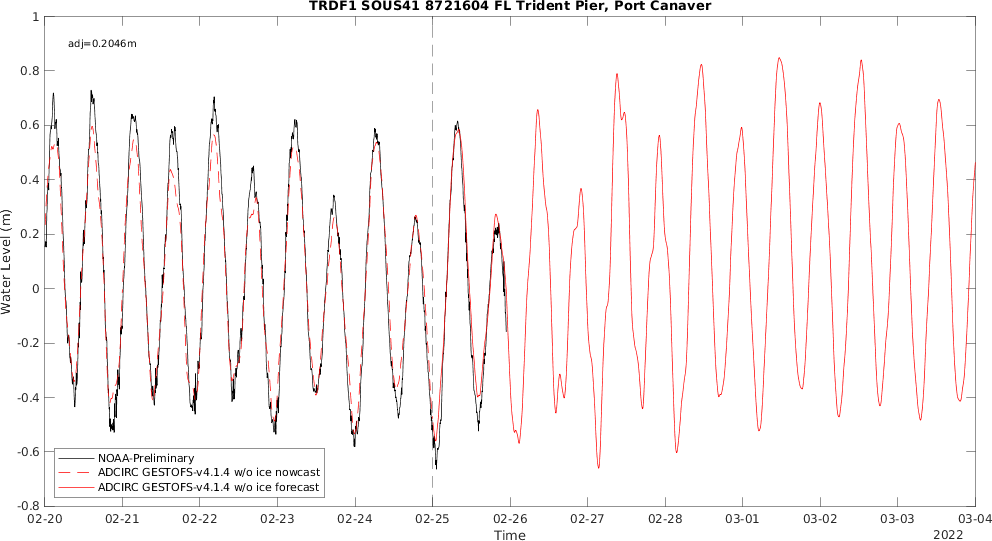 TRDF1 SOUS41 8721604 FL Trident Pier, Port Canaver
adj=0.2046m
1
0.8
0.6
0.4
0.2
0
-0.2
-0.4
-0.6
-0.8
Water Level (m)
NOAA-Preliminary
ADCIRC GESTOFS-v4.1.4 w/o ice nowcast
ADCIRC GESTOFS-v4.1.4 w/o ice forecast
02-20 02-21 02-22 02-23 02-24 02-25 02-26 02-27 02-28 03-01 03-02 03-03 03-04
Time
2022